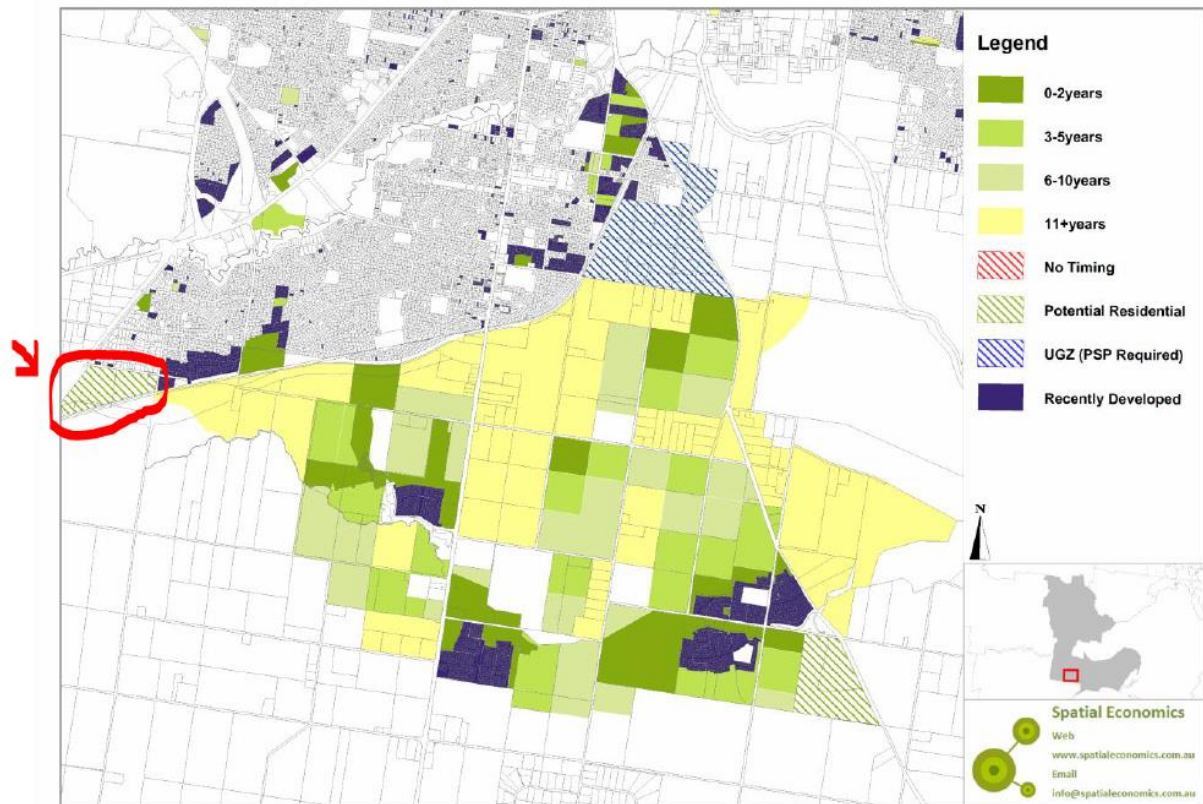 Legend
0-2years
3-5years
6-10years
11+years
No Timing
Potential Residential
UGZ (PSP Required)
Recently Developed
N
Spatial Economics
Web
www.spatialeconomics.com.au
Email
info@spatialeconomics.com.au